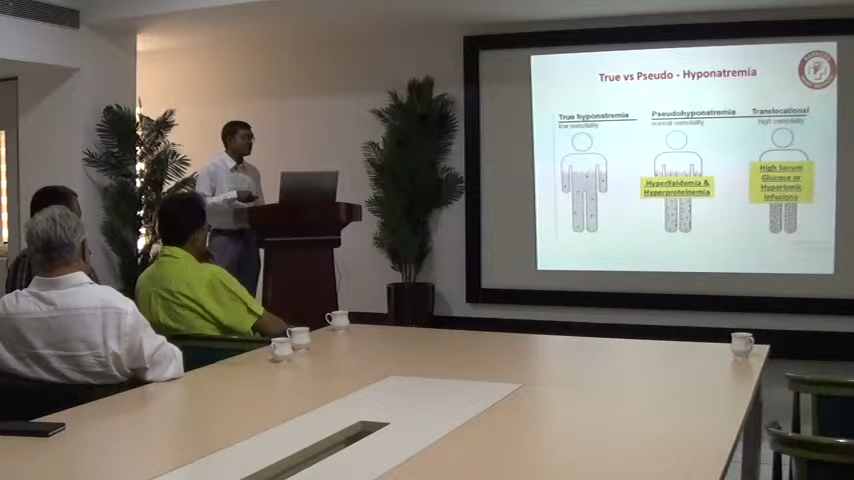 True vs Pseudo - Hyponatremia
True hyponatremia
low osmolality
Pseudohyponatremia
normal osmolality
Translocational
high osmolality
Hyperlipidemia &
Hyperproteinemia
High Serum
Glucose or
Hypertonic
Infusions